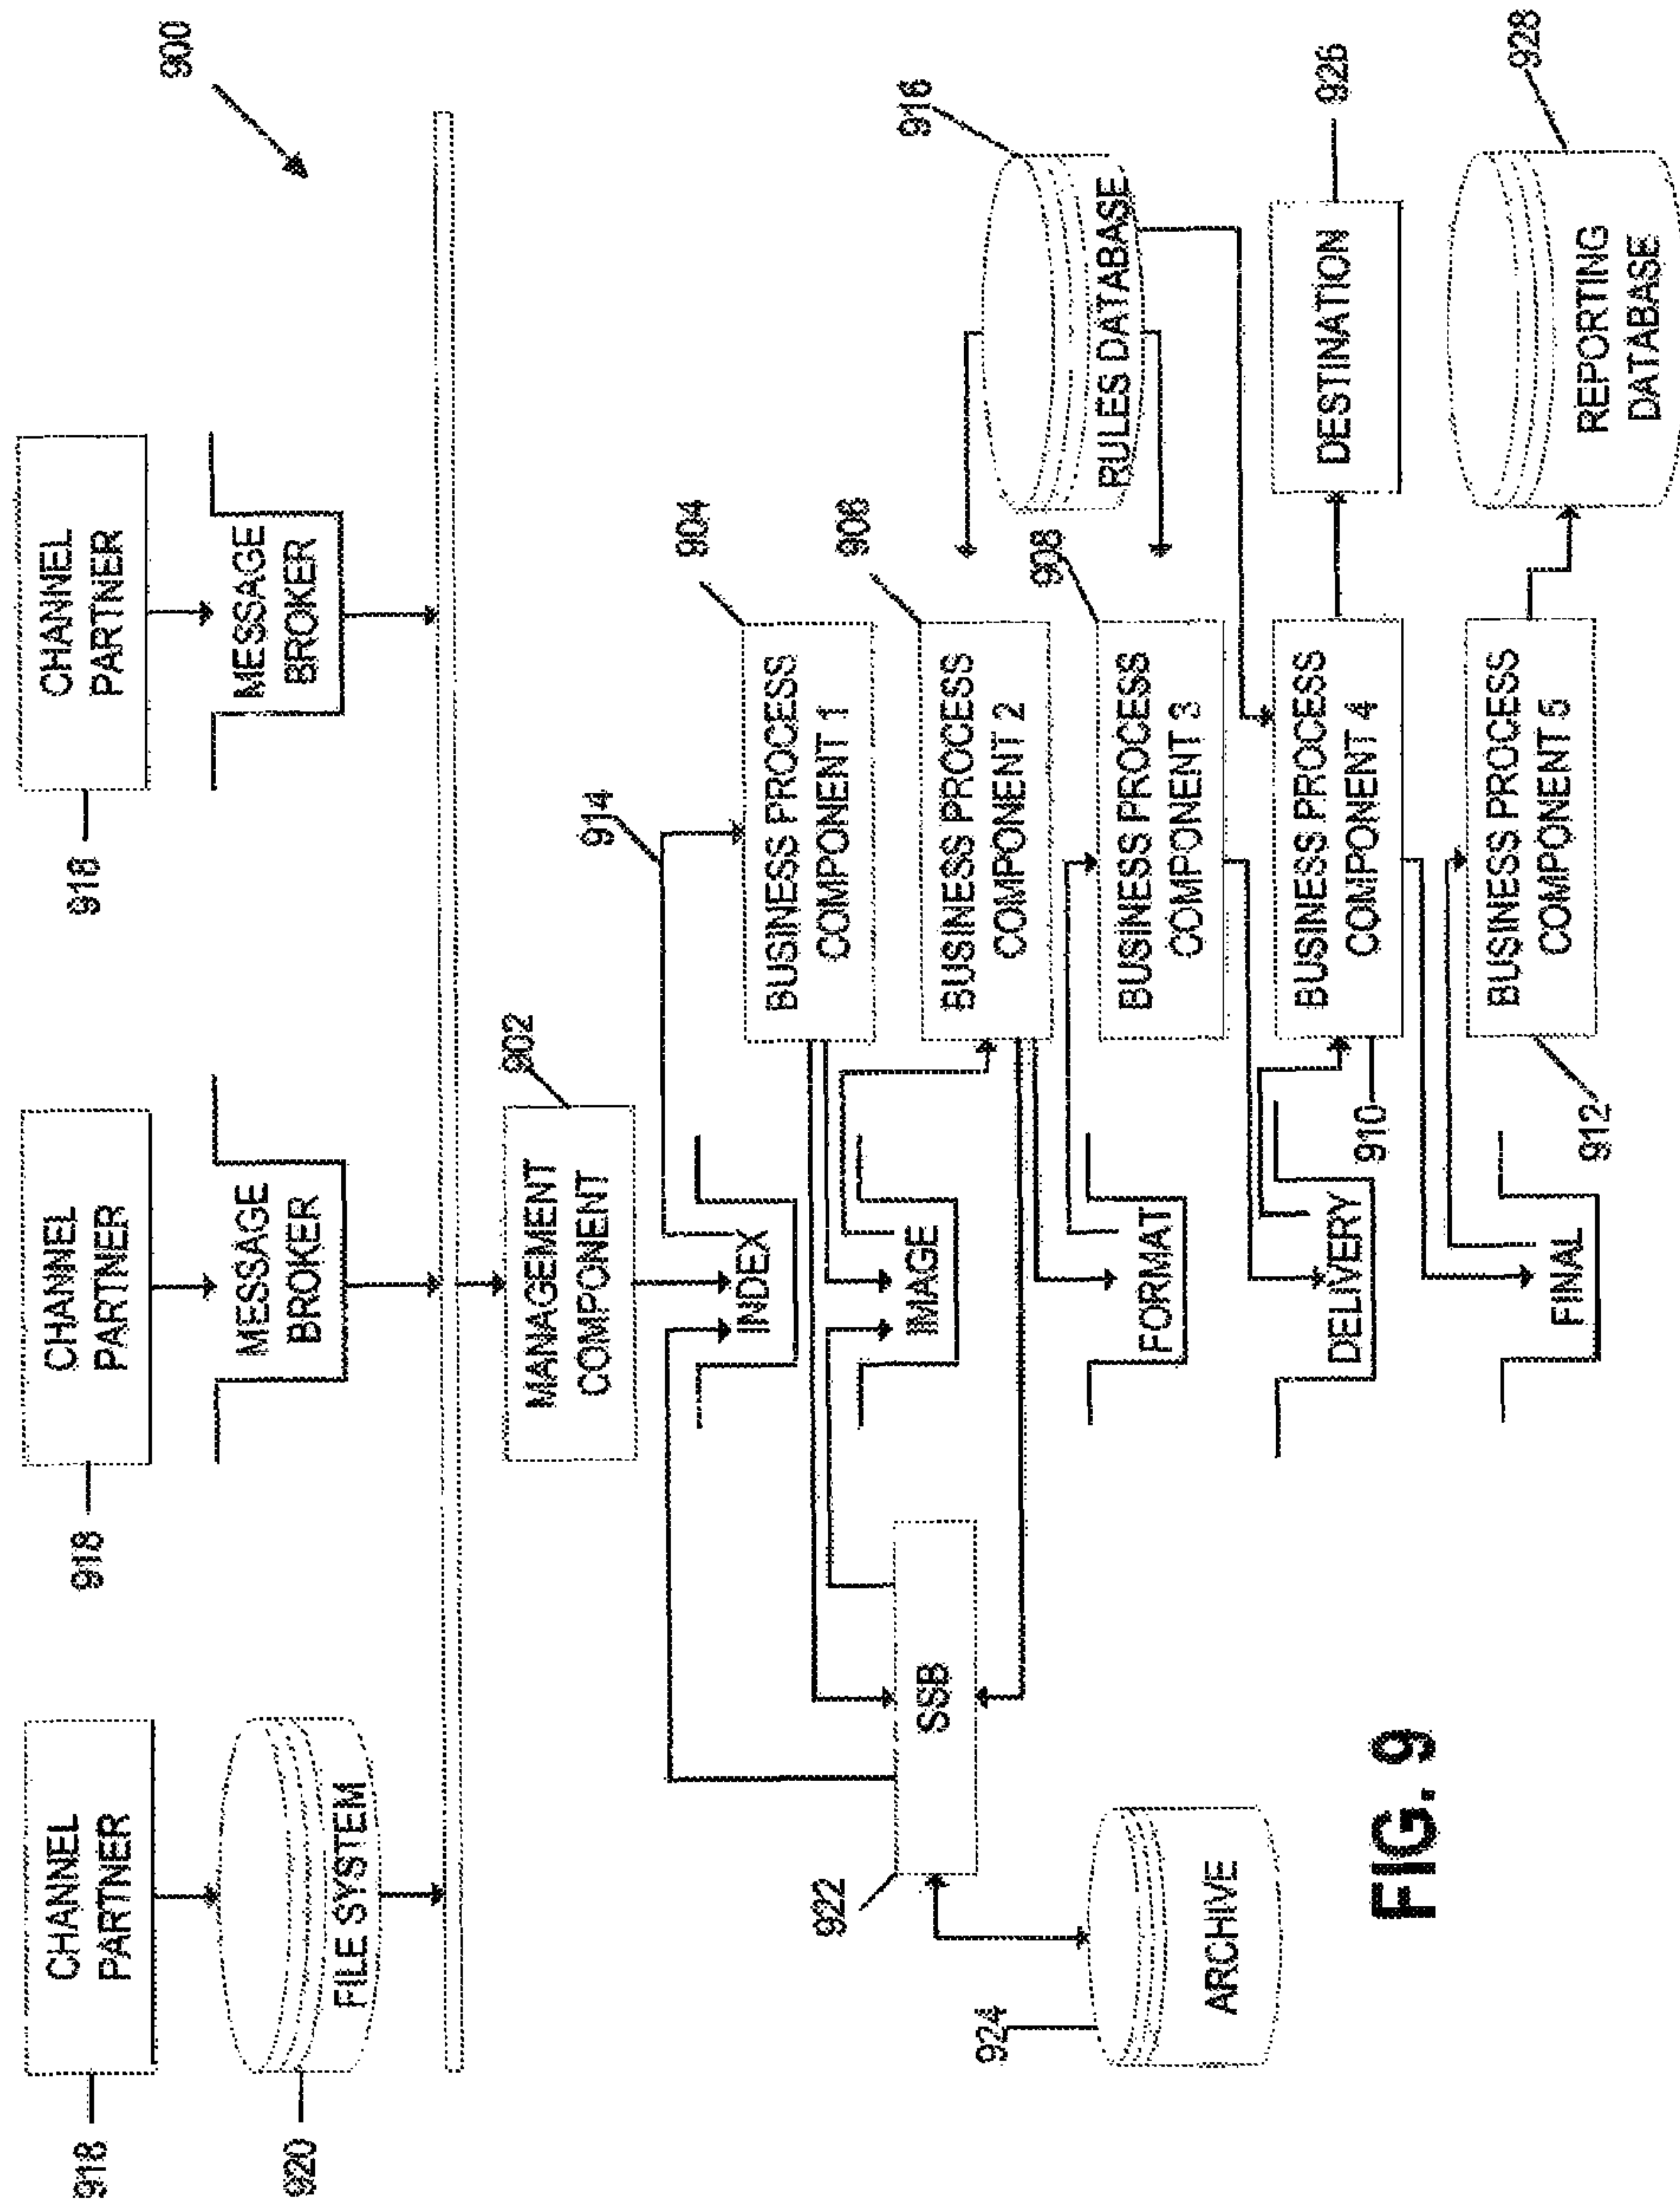 918
CHANNEL
PARTNER
918
CHANNEL
PARTNER
918
CHANNEL
PARTNER
900
920
FILE SYSTEM
MESSAGE
BROKER
MESSAGE
BROKER
902
MANAGEMENT
COMPONENT
914
904
INDEX
BUSINESS PROCESS
COMPONENT 1
922
SSB
IMAGE
906
BUSINESS PROCESS
COMPONENT 2
916
RULES DATABASE
924
ARCHIVE
FORMAT
908
BUSINESS PROCESS
COMPONENT 3
DELIVERY
910
BUSINESS PROCESS
COMPONENT 4
DESTINATION
926
FINAL
912
BUSINESS PROCESS
COMPONENT 5
REPORTING
DATABASE
928
FIG. 9